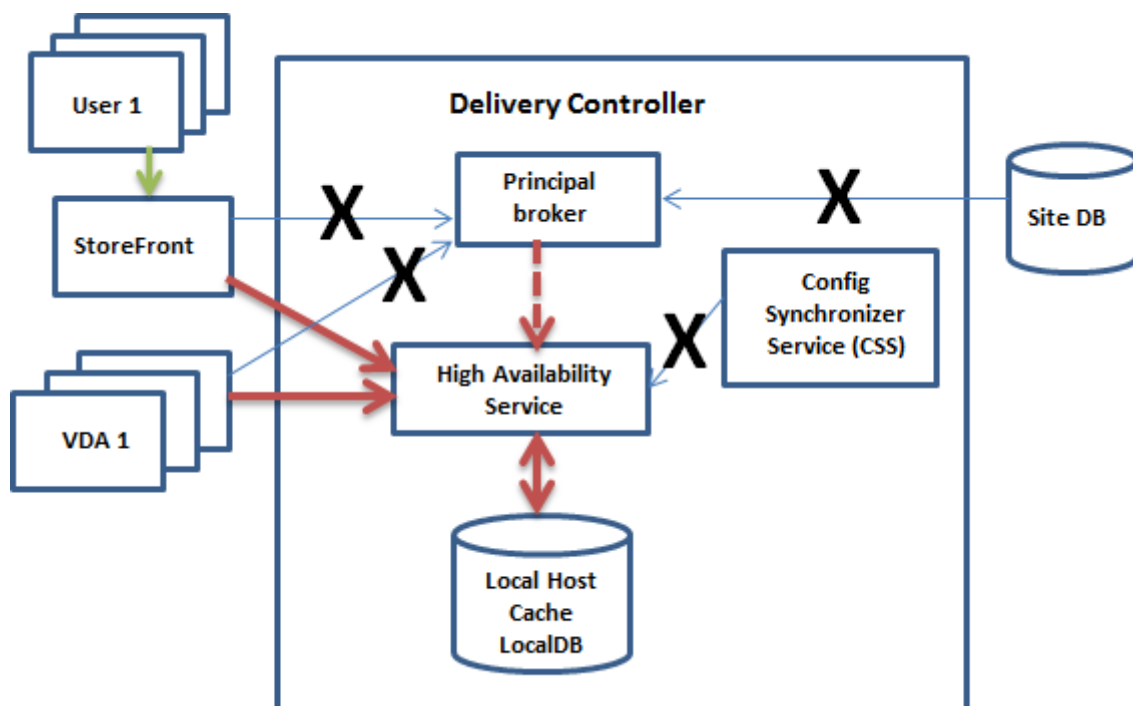 User 1
Delivery Controller
Principal
broker
X
X
StoreFront
Site DB
X
Config
Synchronizer
Service (CSS)
X
High Availability
Service
VDA 1
Local Host
Cache
LocalDB